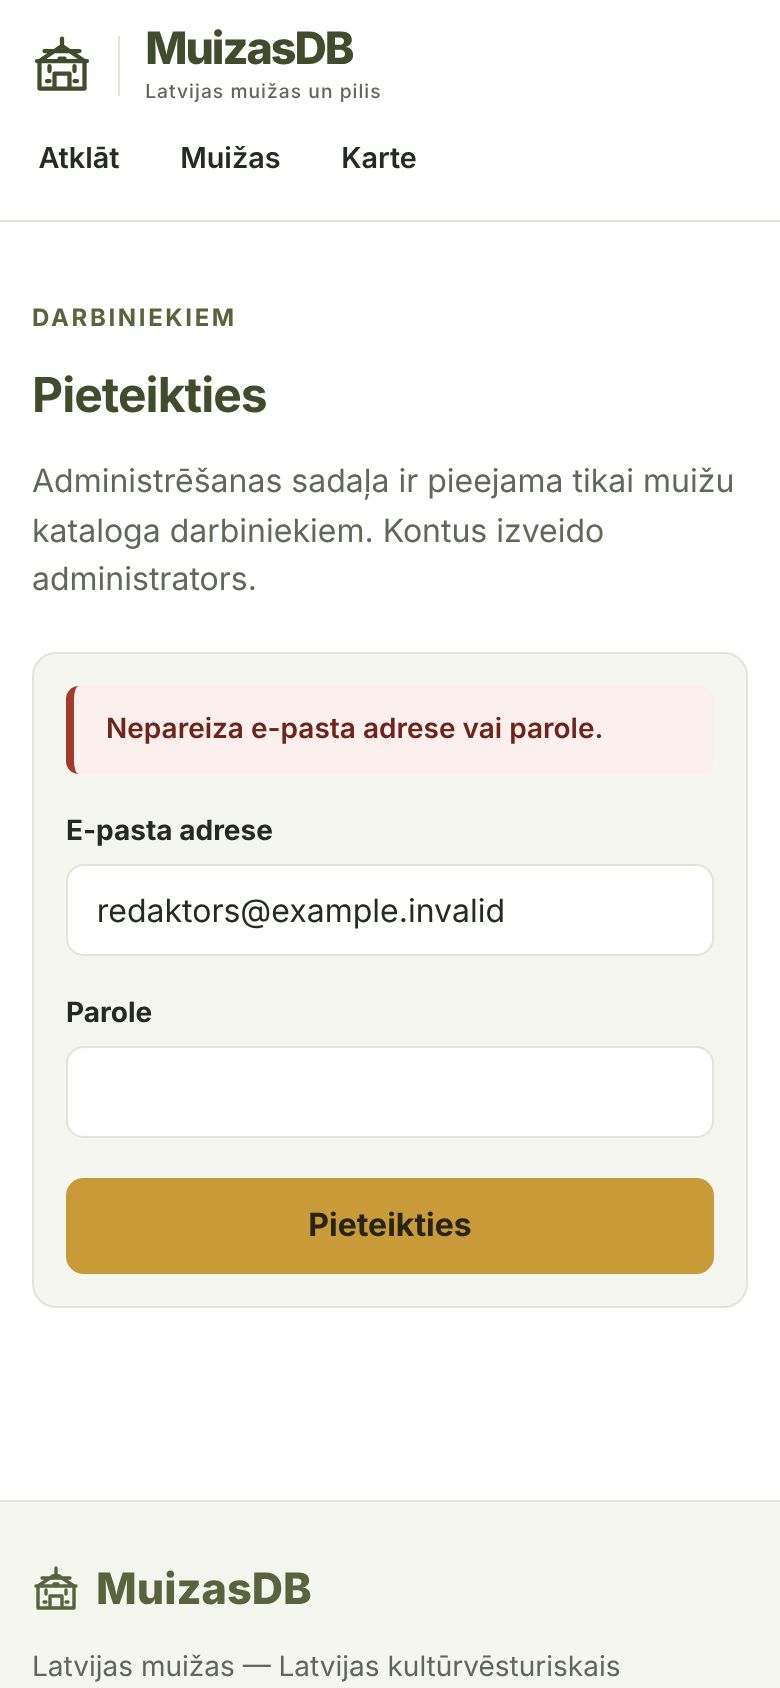 MuizasDB
Latvijas muižas un pilis
Atklāt Muižas Karte
DARBINIEKIEM
Pieteikties
Administrēšanas sadaļa ir pieejama tikai muižu
kataloga darbiniekiem. Kontus izveido
administrators.
Nepareiza e-pasta adrese vai parole.
E-pasta adrese
redaktors@example.invalid
Parole
Pieteikties
MuizasDB
Latvijas muižas — Latvijas kultūrvēsturiskais